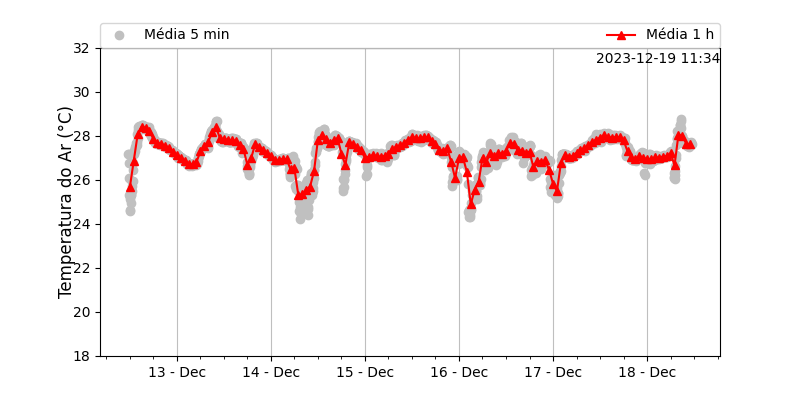 Média 5 min
Média 1 h
2023-12-19 11:34
Temperatura do Ar (°C)
32
30
28
26
24
22
20
18
13 - Dec
14 - Dec
15 - Dec
16 - Dec
17 - Dec
18 - Dec